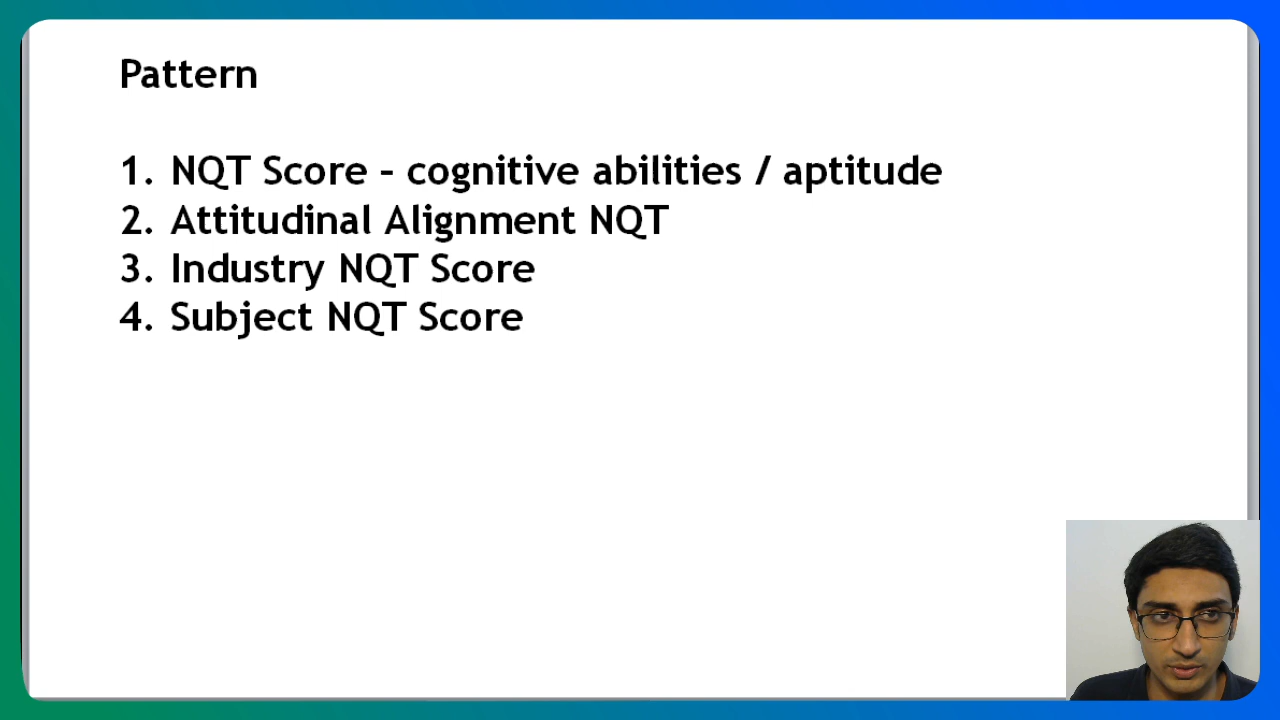 Pattern
1. NQT Score – cognitive abilities / aptitude
2. Attitudinal Alignment NQT
3. Industry NQT Score
4. Subject NQT Score